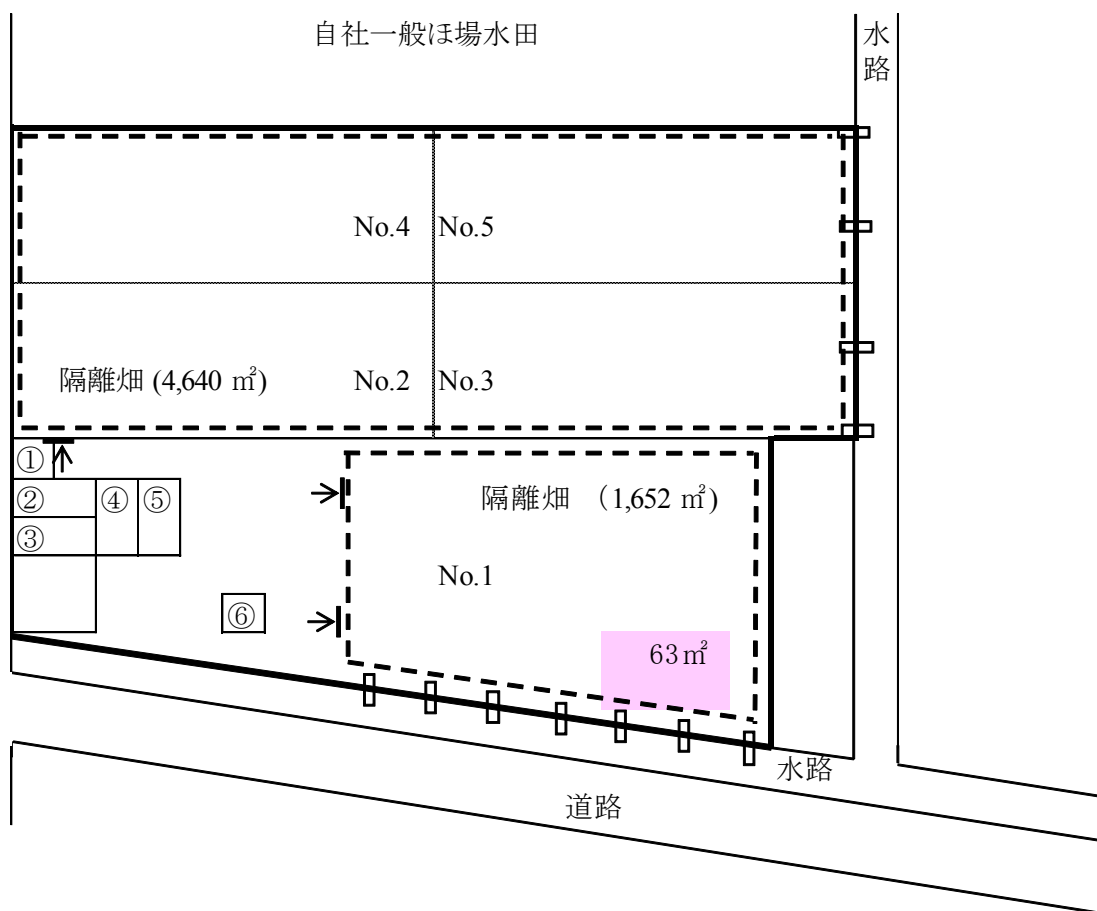 自社一般ほ場水田
水路
No.4
No.5
隔離畑 (4,640 ㎡)
No.2
No.3
①
②
④
⑤
③
隔離畑 (1,652 ㎡)
No.1
⑥
63㎡
水路
道路